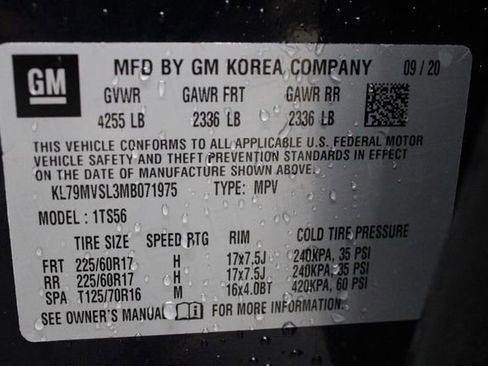 GM MFD BY GM KOREA COMPANY 09/20
GVWR GAWR FRT GAWR RR
4255 LB 2336 LB 2336 LB
THIS VEHICLE CONFORMS TO ALL APPLICABLE U.S. FEDERAL MOTOR
VEHICLE SAFETY AND THEFT PREVENTION STANDARDS IN EFFECT
ON THE DATE OF MANUFACTURE SHOWN ABOVE.
KL79MVSL3MB071975 TYPE: MPV
MODEL : 1TS56
TIRE SIZE SPEED RTG RIM COLD TIRE PRESSURE
FRT 225/60R17 H 17x7.5J 240KPA, 35 PSI
RR 225/60R17 H 17x7.5J 240KPA, 35 PSI
SPA T125/70R16 M 16x4.0BT 420KPA, 60 PSI
SEE OWNER'S MANUAL FOR MORE INFORMATION